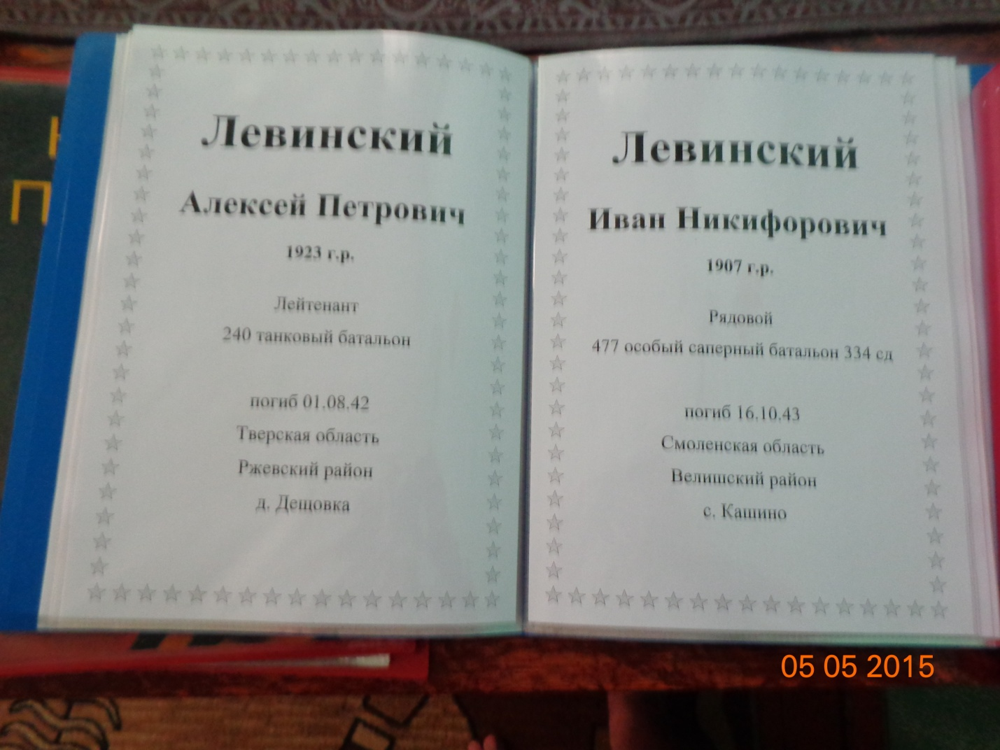 Левинский
Алексей Петрович
1923 г.р.
Лейтенант
240 танковый батальон
погиб 01.08.42
Тверская область
Ржевский район
д. Дешовка
Левинский
Иван Никифорович
1907 г.р.
Рядовой
477 особый саперный батальон 334 сд
погиб 16.10.43
Смоленская область
Велишский район
с. Кашино
05 05 2015